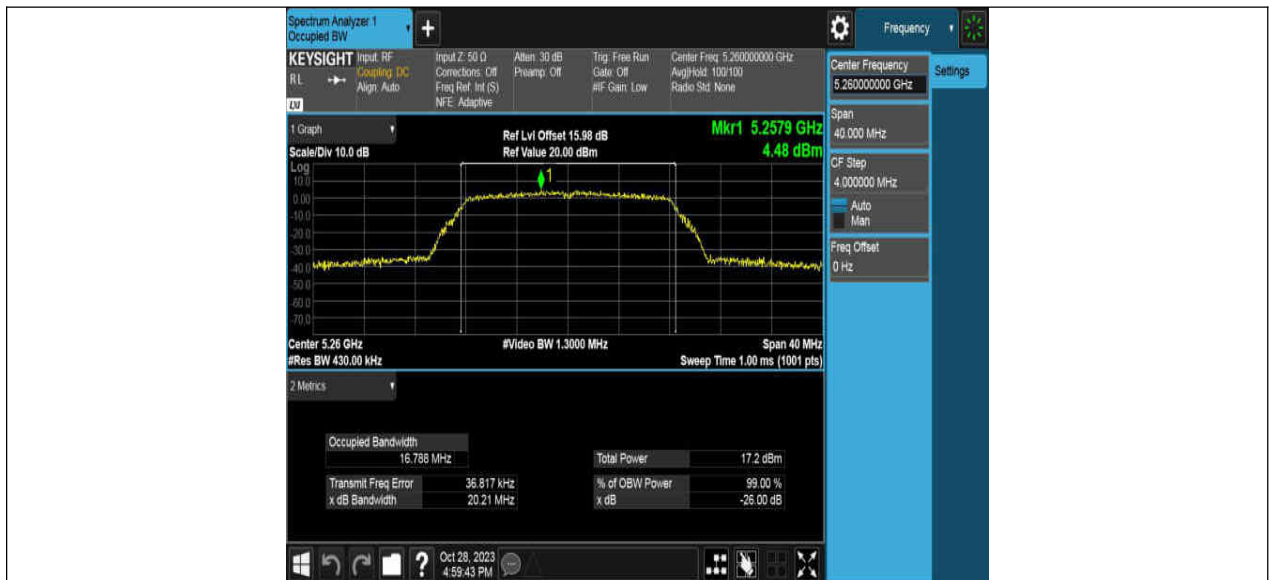 Spectrum Analyzer 1
Occupied BW
+
Frequency
KEYSIGHT
RL
LXI
Input: RF
Coupling: DC
Align: Auto
Input Z: 50 Ω
Corrections: Off
Freq Ref: Int (S)
NFE: Adaptive
Atten: 30 dB
Preamp: Off
Trig: Free Run
Gate: Off
#IF Gain: Low
Center Freq: 5.260000000 GHz
Avg|Hold: 100/100
Radio Std: None
Center Frequency
5.260000000 GHz
Settings
Span
40.000 MHz
CF Step
4.000000 MHz
Auto
Man
Freq Offset
0 Hz
1 Graph
Scale/Div 10.0 dB
Ref Lvl Offset 15.98 dB
Ref Value 20.00 dBm
Mkr1 5.2579 GHz
4.48 dBm
Log
10.0
0.00
-10.0
-20.0
-30.0
-40.0
-50.0
-60.0
-70.0
1
Center 5.26 GHz
#Res BW 430.00 kHz
#Video BW 1.3000 MHz
Span 40 MHz
Sweep Time 1.00 ms (1001 pts)
2 Metrics
Occupied Bandwidth
16.788 MHz
Total Power 17.2 dBm
Transmit Freq Error 36.817 kHz
% of OBW Power 99.00 %
x dB Bandwidth 20.21 MHz
x dB -26.00 dB
?
Oct 28, 2023
4:59:43 PM